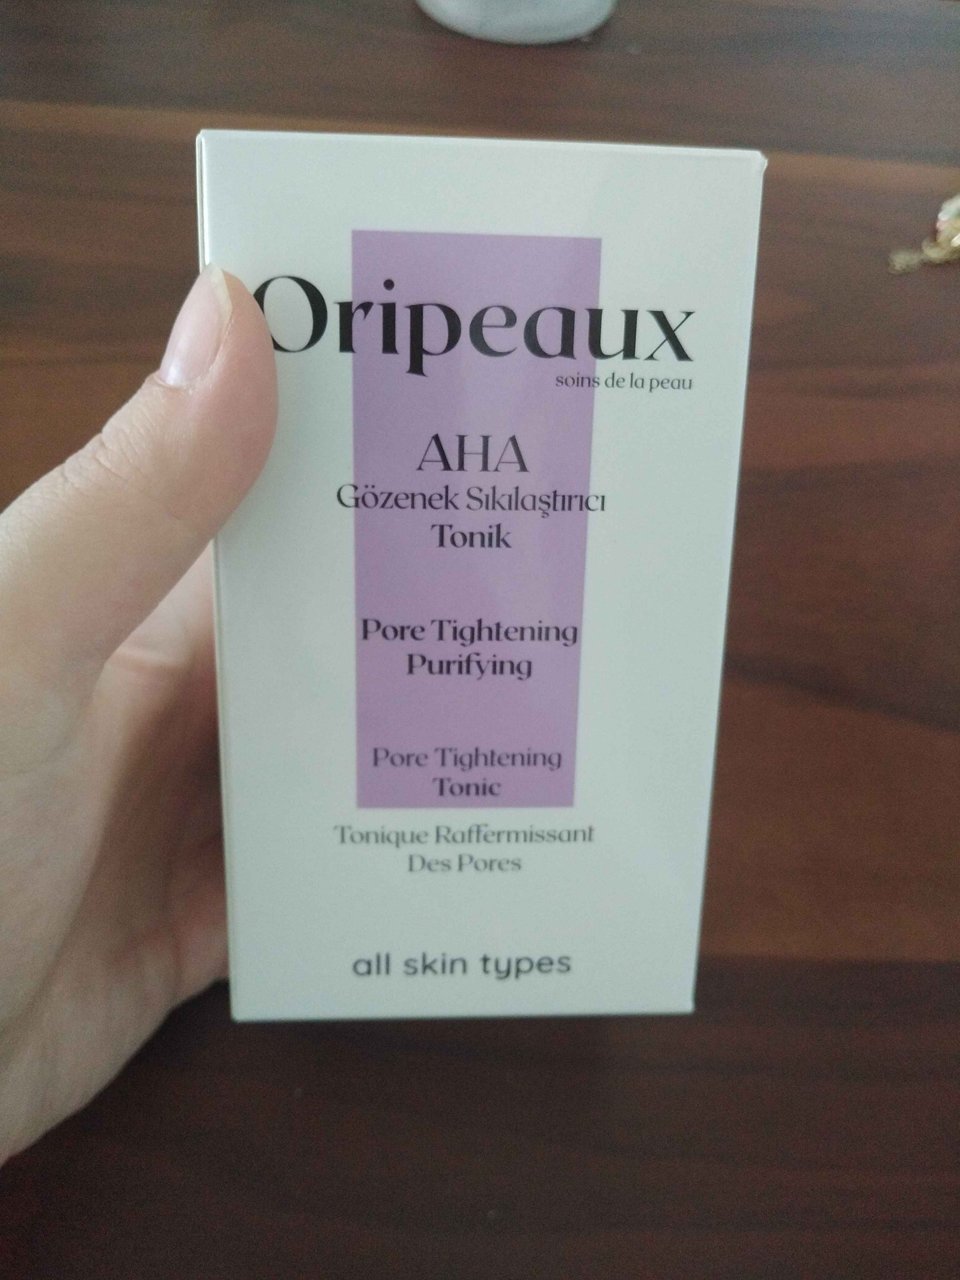 Oripeaux
soins de la peau
AHA
Gözenek Sıkılaştırıcı
Tonik
Pore Tightening
Purifying
Pore Tightening
Tonic
Tonique Raffermissant
Des Pores
all skin types